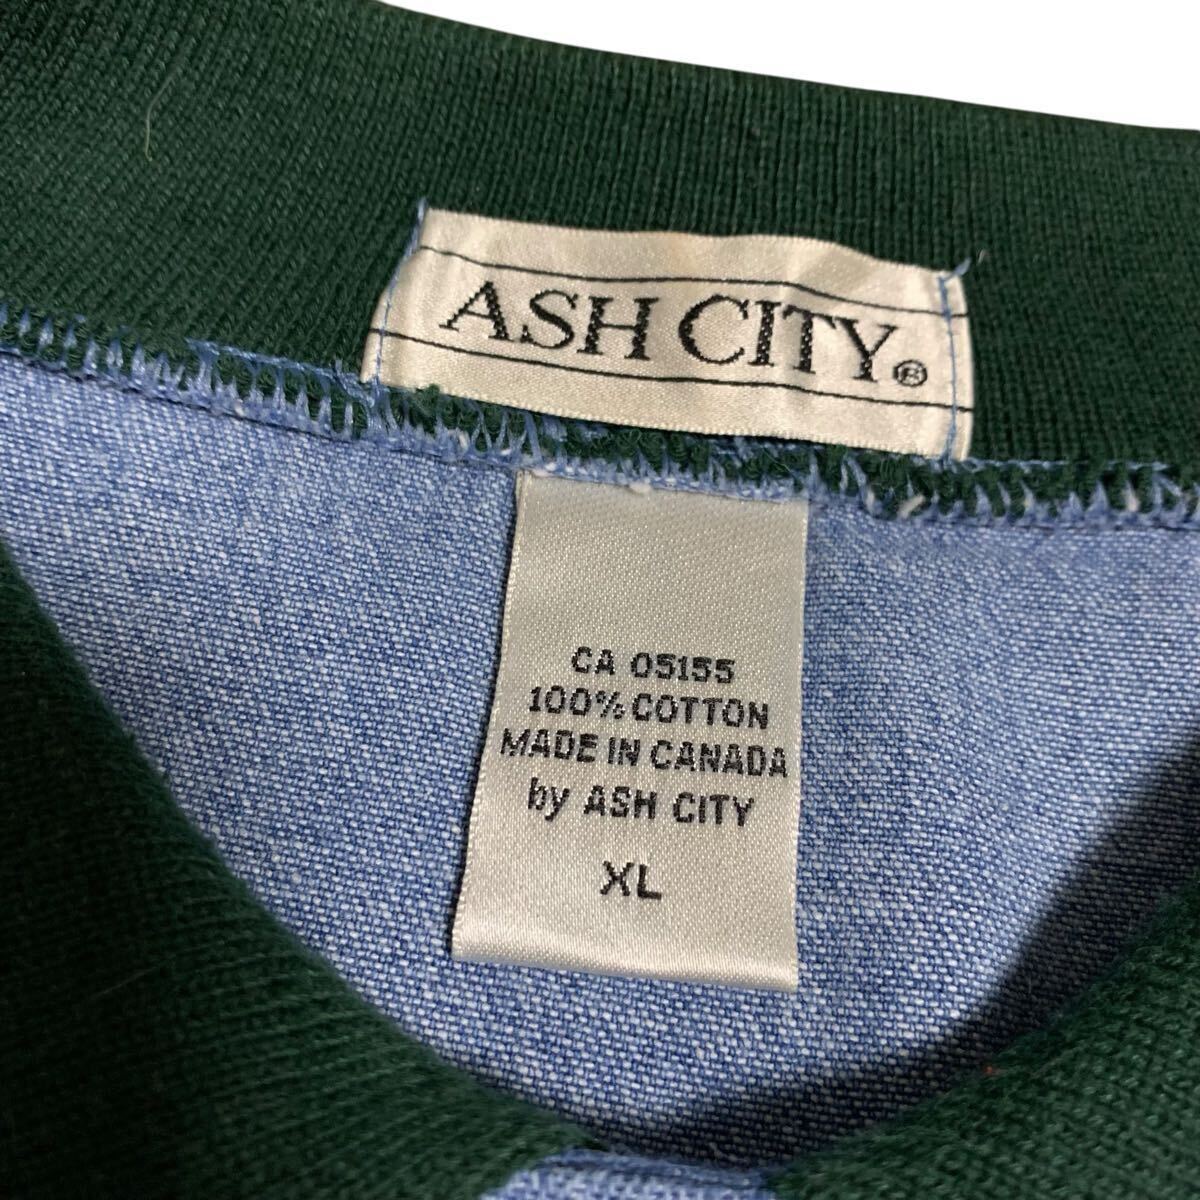 ASH CITY®
CA 05155
100% COTTON
MADE IN CANADA
by ASH CITY
XL